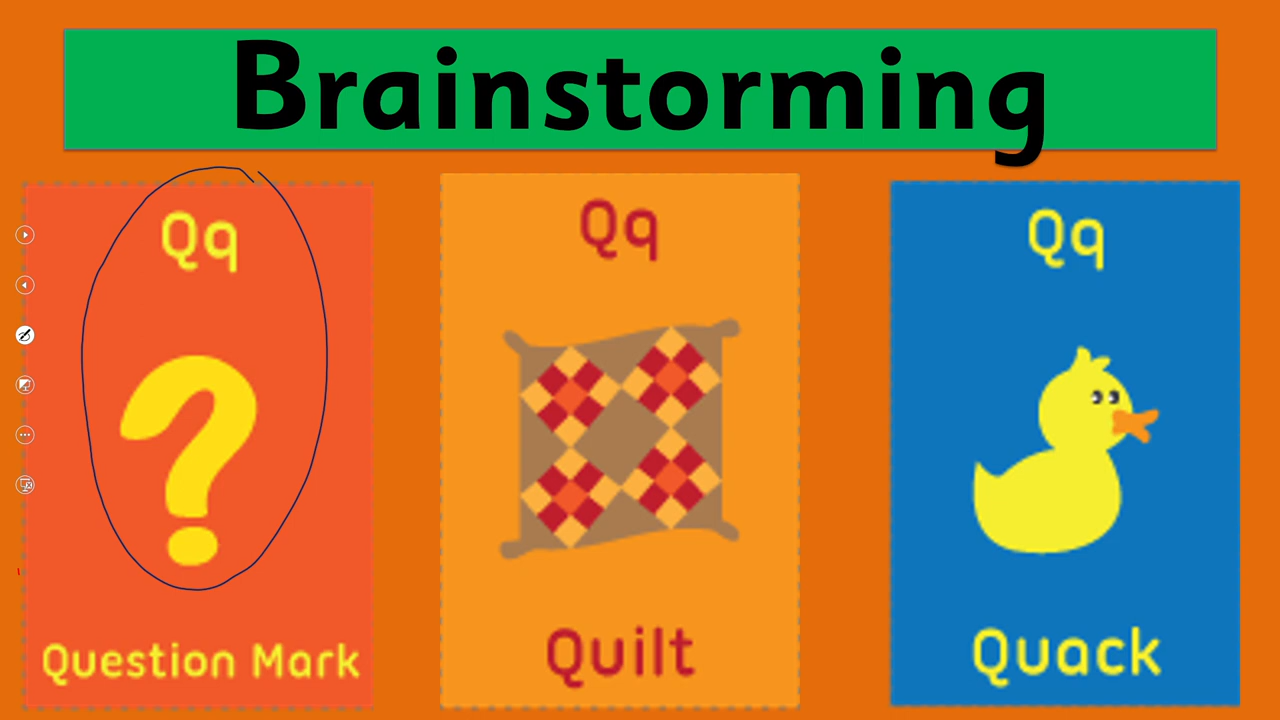 Brainstorming
Qq
Qq
Qq
?
Question Mark
Quilt
Quack